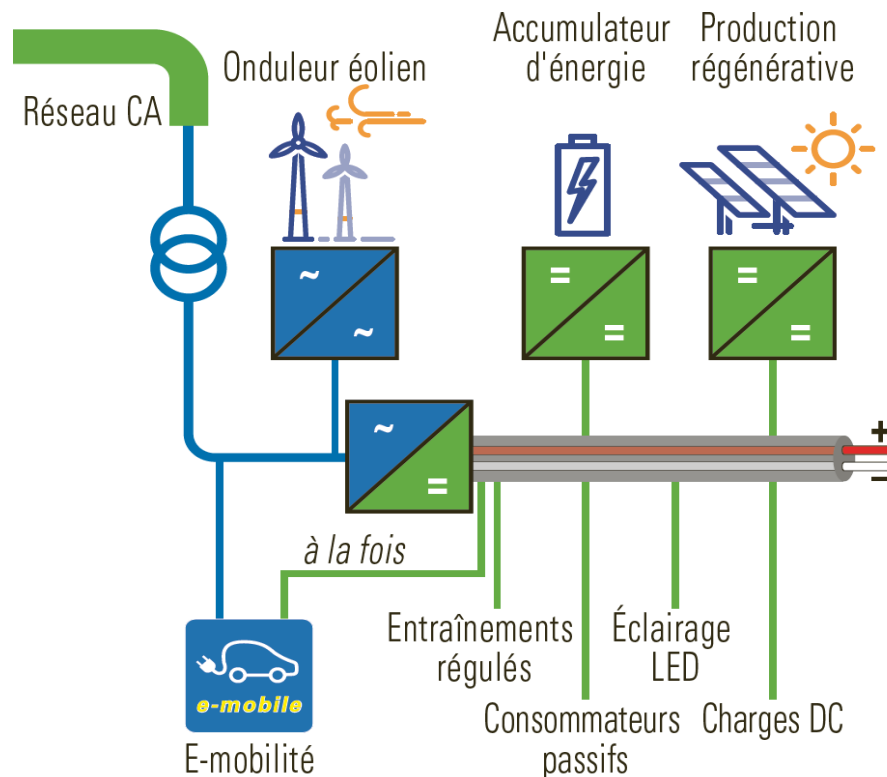 Réseau CA
Onduleur éolien
Accumulateur
d'énergie
Production
régénérative
~
~
=
=
=
=
~
=
+
–
à la fois
e-mobile
E-mobilité
Entraînements
régulés
Consommateurs
passifs
Éclairage
LED
Charges DC